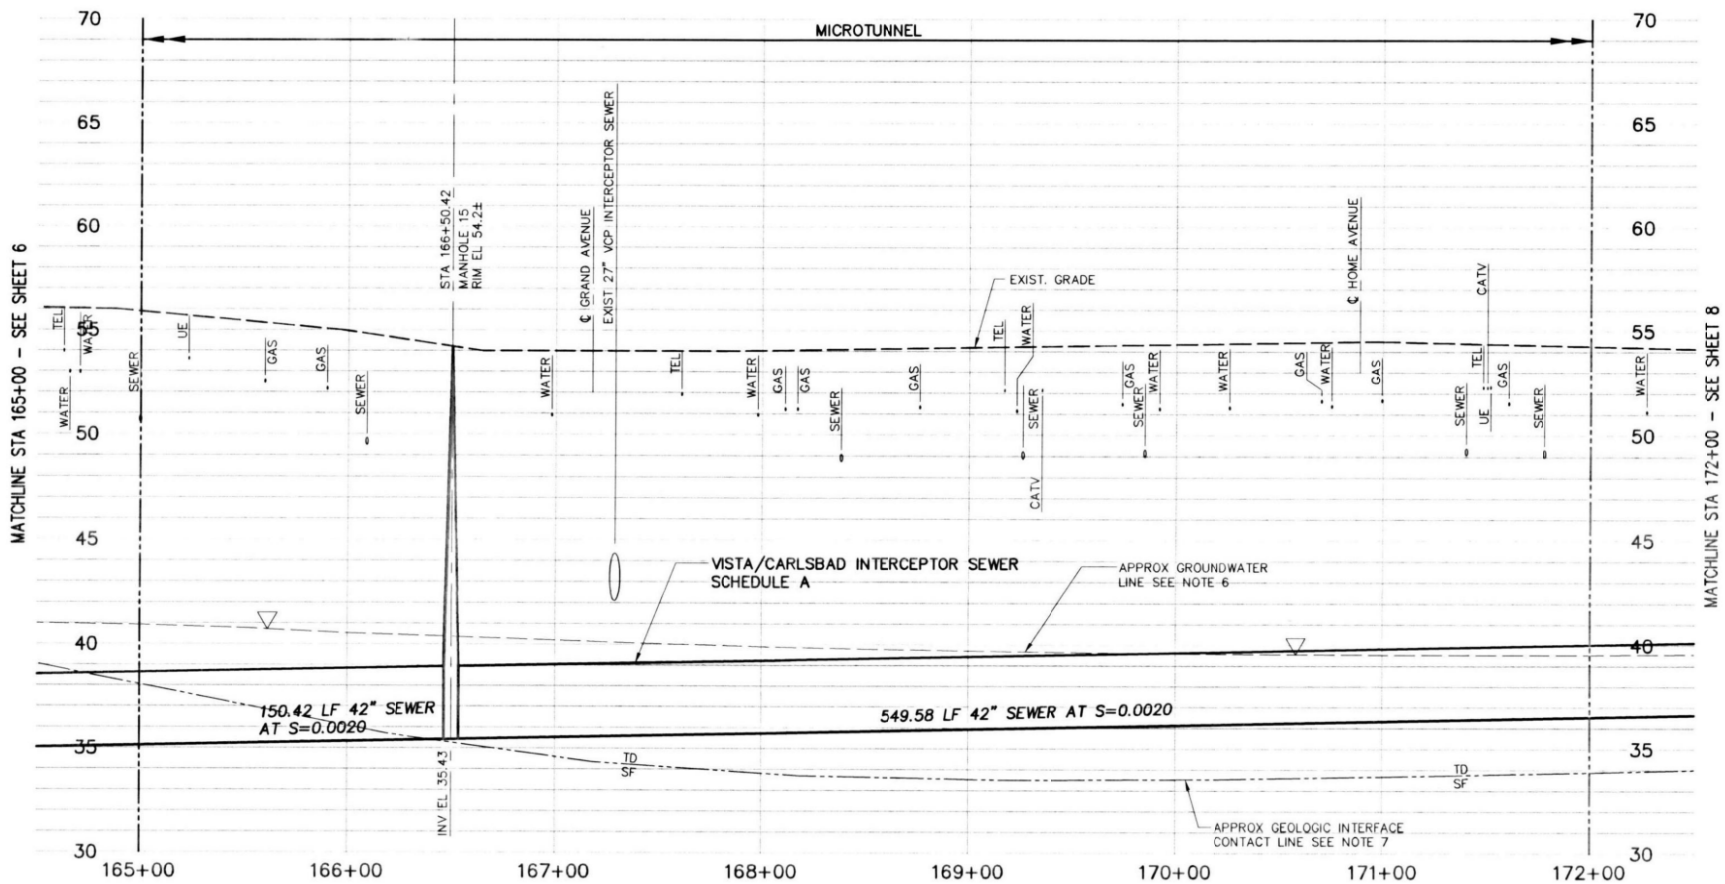 MICROTUNNEL
70
65
60
55
50
45
40
35
30
70
65
60
55
50
45
40
35
30
MATCHLINE STA 165+00 - SEE SHEET 6
MATCHLINE STA 172+00 - SEE SHEET 8
TEL
WATER
WATER
SEWER
UE
GAS
GAS
SEWER
STA 166+50.42
MANHOLE 15
RIM EL 54.2±
WATER
℄ GRAND AVENUE
EXIST 27" VCP INTERCEPTOR SEWER
TEL
WATER
GAS
GAS
SEWER
GAS
EXIST. GRADE
TEL
WATER
SEWER
CATV
GAS
SEWER
WATER
WATER
GAS
WATER
℄ HOME AVENUE
GAS
SEWER
TEL
CATV
UE
GAS
SEWER
WATER
VISTA/CARLSBAD INTERCEPTOR SEWER
SCHEDULE A
APPROX GROUNDWATER
LINE SEE NOTE 6
150.42 LF 42" SEWER
AT S=0.0020
549.58 LF 42" SEWER AT S=0.0020
INV EL 35.43
TD
SF
TD
SF
APPROX GEOLOGIC INTERFACE
CONTACT LINE SEE NOTE 7
165+00
166+00
167+00
168+00
169+00
170+00
171+00
172+00